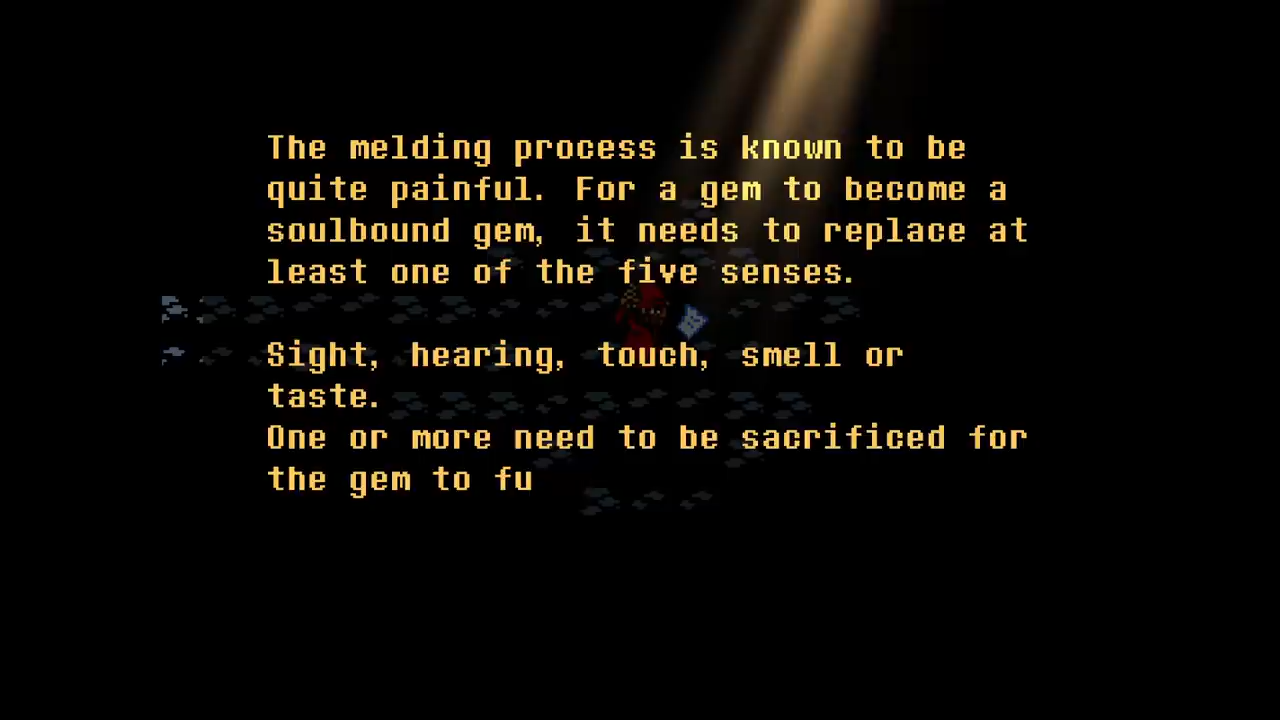 The melding process is known to be
quite painful. For a gem to become a
soulbound gem, it needs to replace at
least one of the five senses.
Sight, hearing, touch, smell or
taste.
One or more need to be sacrificed for
the gem to fu